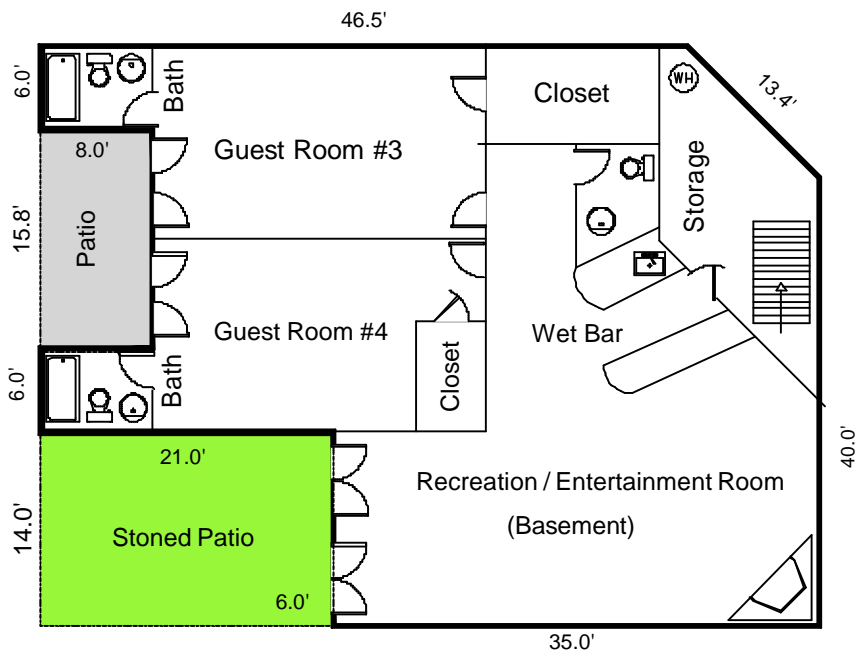 46.5'
6.0'
Bath
Closet
WH
13.4'
8.0'
Guest Room #3
Storage
15.8'
Patio
Guest Room #4
Wet Bar
6.0'
Bath
Closet
40.0'
21.0'
Recreation / Entertainment Room
(Basement)
14.0'
Stoned Patio
6.0'
35.0'